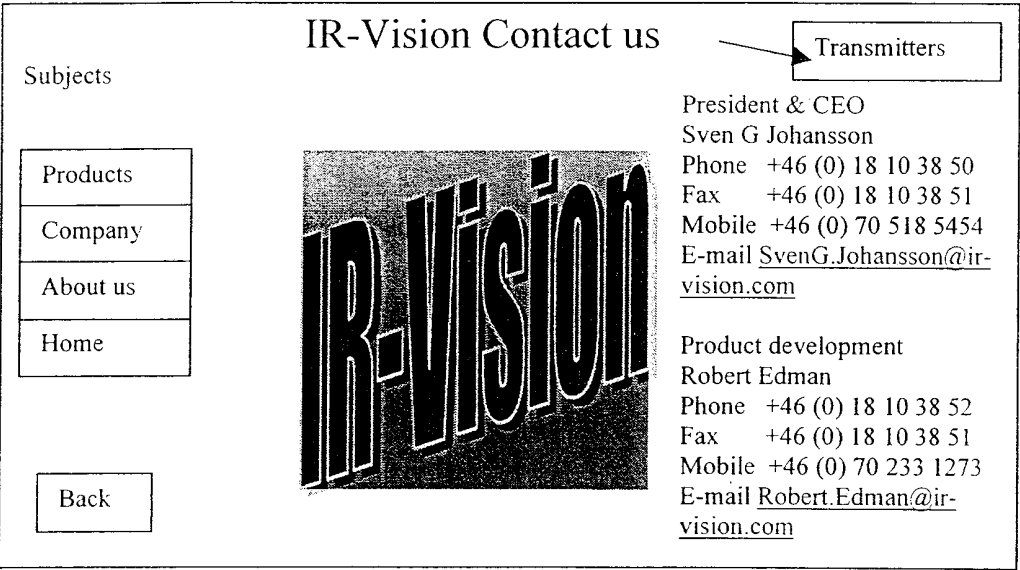 IR-Vision Contact us
Transmitters
Subjects
Products
Company
About us
Home
Back
IR-Vision
President & CEO
Sven G Johansson
Phone +46 (0) 18 10 38 50
Fax +46 (0) 18 10 38 51
Mobile +46 (0) 70 518 5454
E-mail SvenG.Johansson@ir-
vision.com
Product development
Robert Edman
Phone +46 (0) 18 10 38 52
Fax +46 (0) 18 10 38 51
Mobile +46 (0) 70 233 1273
E-mail Robert.Edman@ir-
vision.com